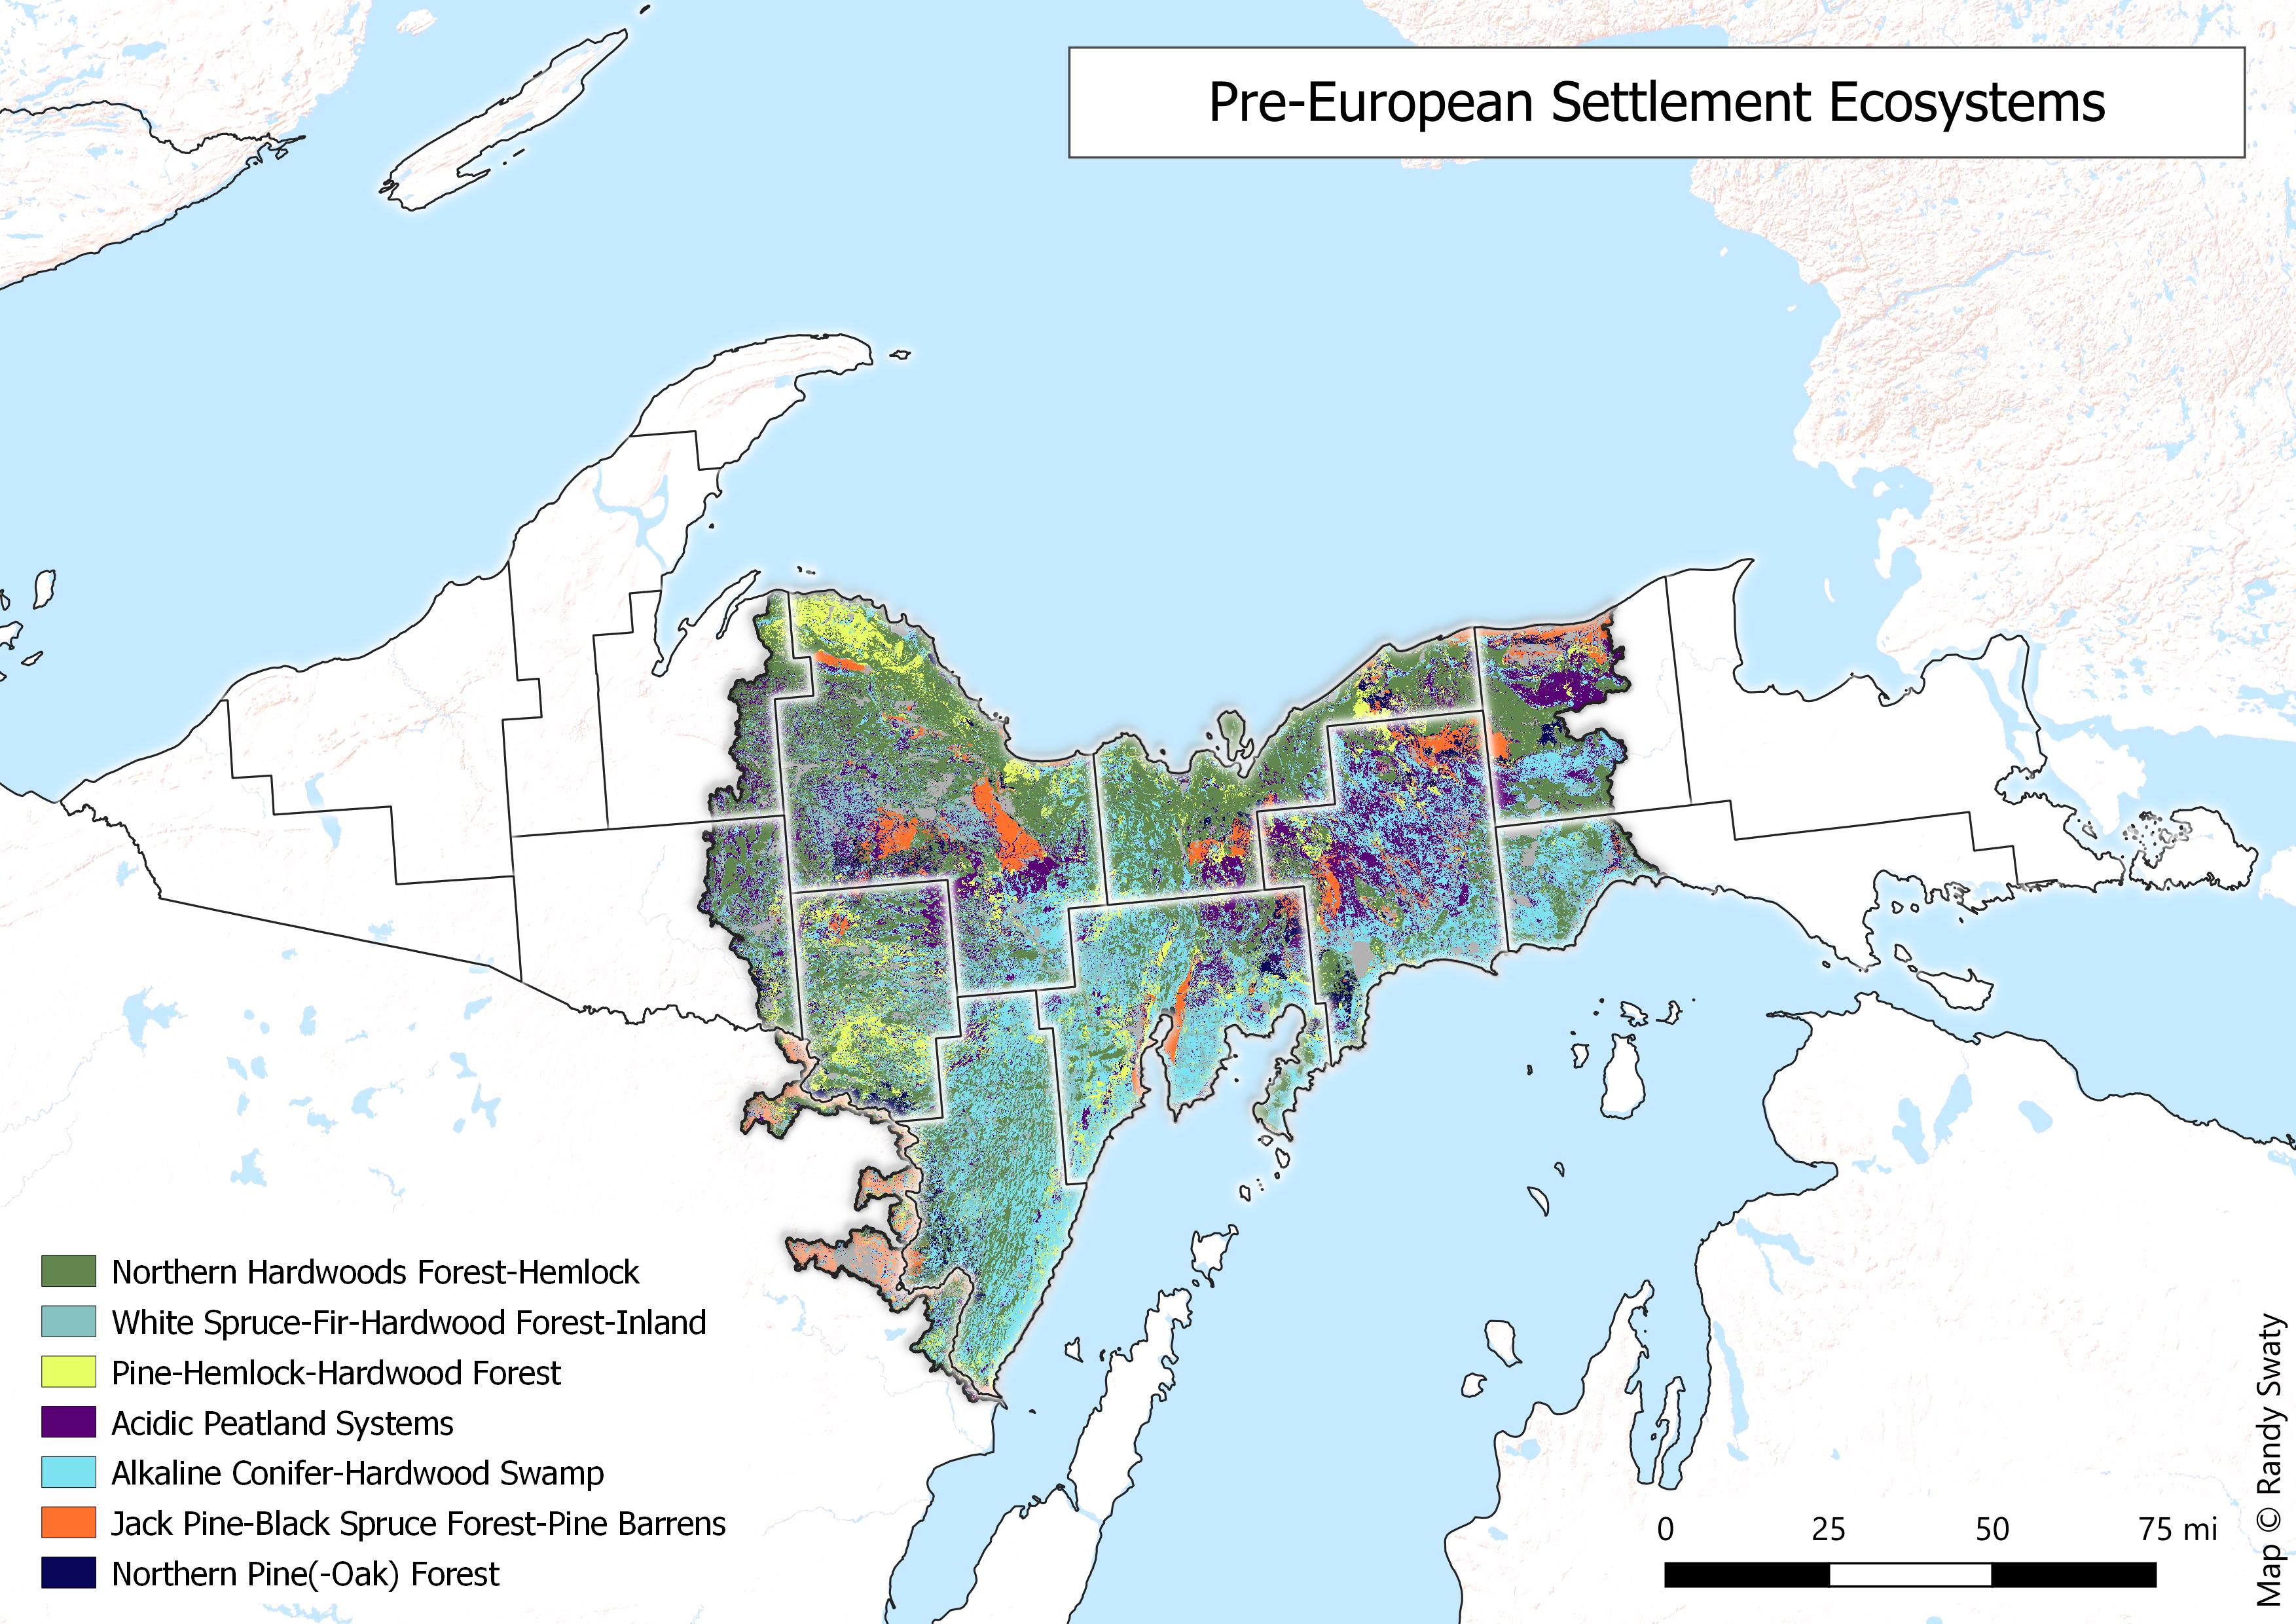 Pre-European Settlement Ecosystems
Northern Hardwoods Forest-Hemlock
White Spruce-Fir-Hardwood Forest-Inland
Pine-Hemlock-Hardwood Forest
Acidic Peatland Systems
Alkaline Conifer-Hardwood Swamp
Jack Pine-Black Spruce Forest-Pine Barrens
Northern Pine(-Oak) Forest
0 25 50 75 mi
Map © Randy Swaty